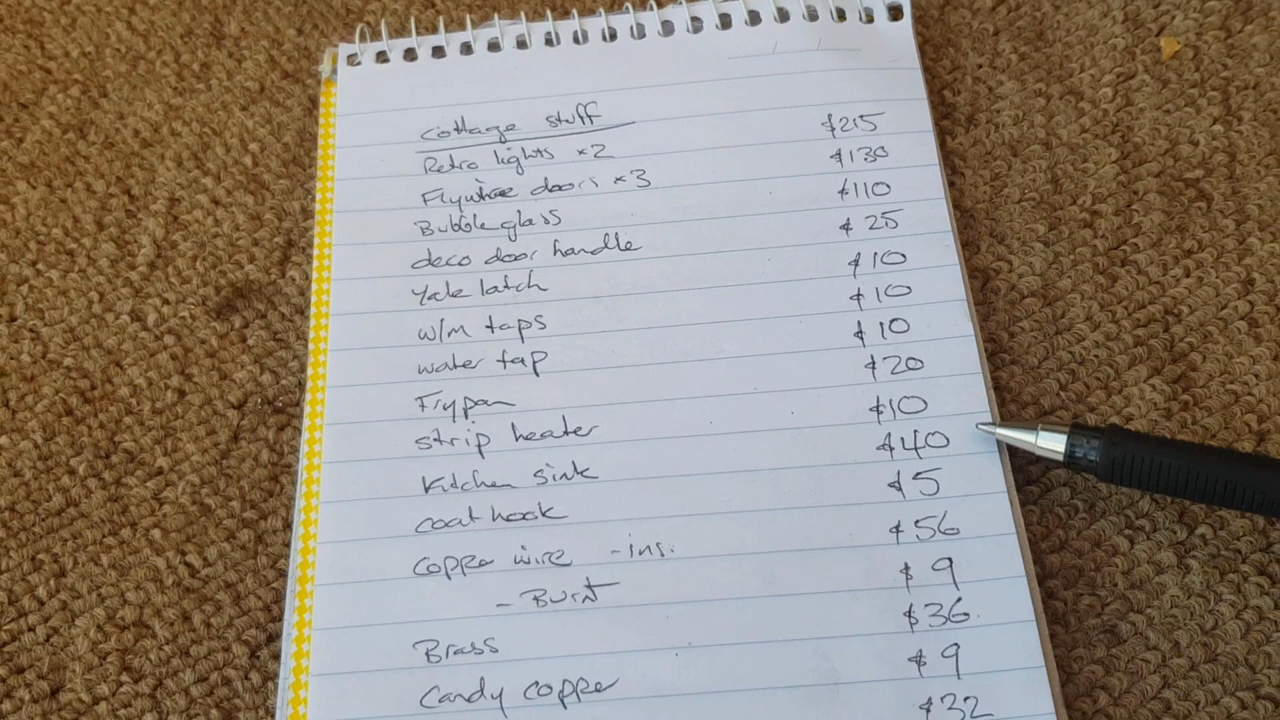 cottage stuff
Retro lights x2 $215
Flywire doors x3 $130
Bubble glass $110
deco door handle $25
Yale latch $10
w/m taps $10
water tap $10
Frypan $20
strip heater $10
Kitchen sink $40
coat hook $5
copper wire - ins. $56
- Burnt $9
Brass $36
Candy copper $9
$32